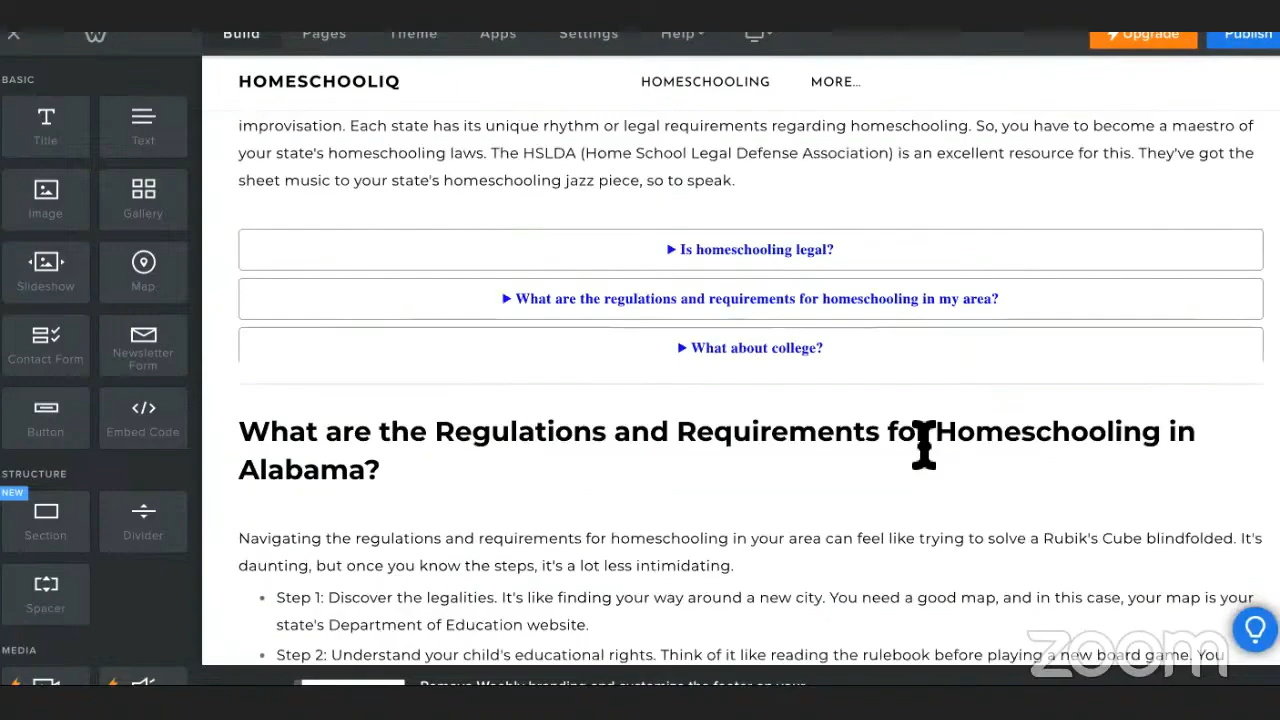 Build Pages Theme Apps Settings Help Upgrade Publish
BASIC
Title Text
Image Gallery
Slideshow Map
Contact Form Newsletter Form
Button Embed Code
STRUCTURE
NEW
Section Divider
Spacer
MEDIA
HOMESCHOOLIQ HOMESCHOOLING MORE...
improvisation. Each state has its unique rhythm or legal requirements regarding homeschooling. So, you have to become a maestro of
your state's homeschooling laws. The HSLDA (Home School Legal Defense Association) is an excellent resource for this. They've got the
sheet music to your state's homeschooling jazz piece, so to speak.
▶ Is homeschooling legal?
▶ What are the regulations and requirements for homeschooling in my area?
▶ What about college?
What are the Regulations and Requirements for Homeschooling in
Alabama?
Navigating the regulations and requirements for homeschooling in your area can feel like trying to solve a Rubik's Cube blindfolded. It's
daunting, but once you know the steps, it's a lot less intimidating.
• Step 1: Discover the legalities. It's like finding your way around a new city. You need a good map, and in this case, your map is your
state's Department of Education website.
• Step 2: Understand your child's educational rights. Think of it like reading the rulebook before playing a new board game. You
zoom
Remove Weebly branding and customize the footer on your